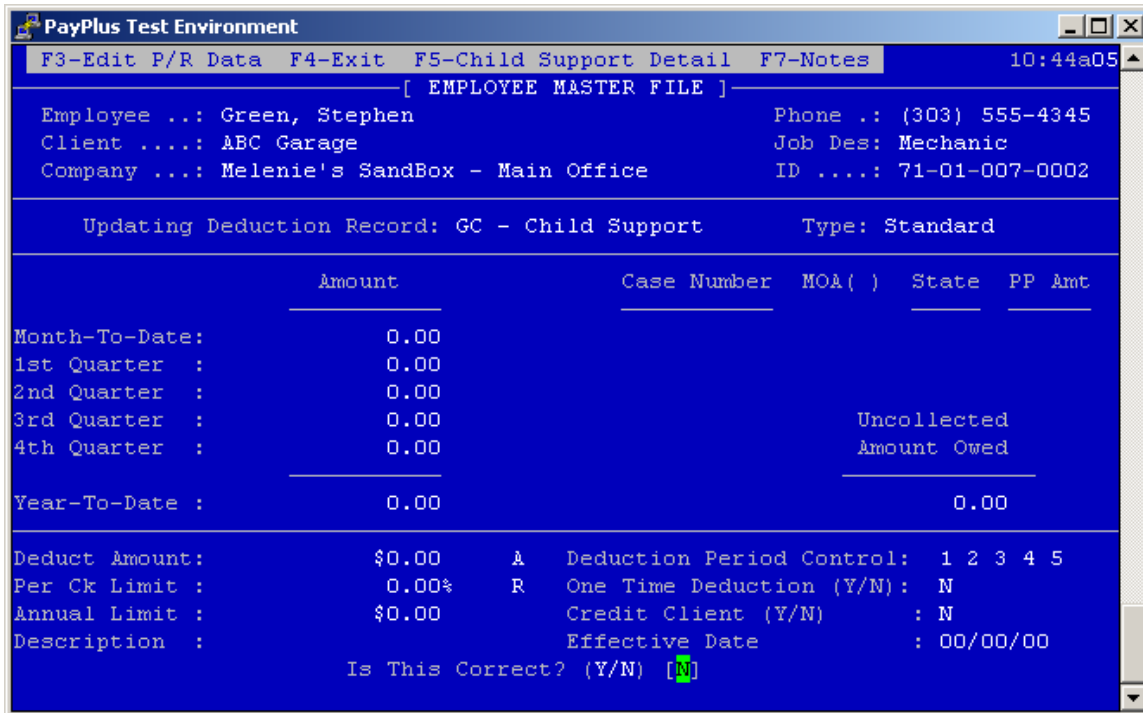 PayPlus Test Environment
F3-Edit P/R Data F4-Exit F5-Child Support Detail F7-Notes 10:44a05
[ EMPLOYEE MASTER FILE ]
Employee ..: Green, Stephen Phone .: (303) 555-4345
Client ....: ABC Garage Job Des: Mechanic
Company ...: Melenie's SandBox - Main Office ID ....: 71-01-007-0002
Updating Deduction Record: GC - Child Support Type: Standard
Amount Case Number MOA( ) State PP Amt
Month-To-Date: 0.00
1st Quarter : 0.00
2nd Quarter : 0.00
3rd Quarter : 0.00 Uncollected
4th Quarter : 0.00 Amount Owed
Year-To-Date : 0.00 0.00
Deduct Amount: $0.00 A Deduction Period Control: 1 2 3 4 5
Per Ck Limit : 0.00% R One Time Deduction (Y/N): N
Annual Limit : $0.00 Credit Client (Y/N) : N
Description : Effective Date : 00/00/00
Is This Correct? (Y/N) [N]